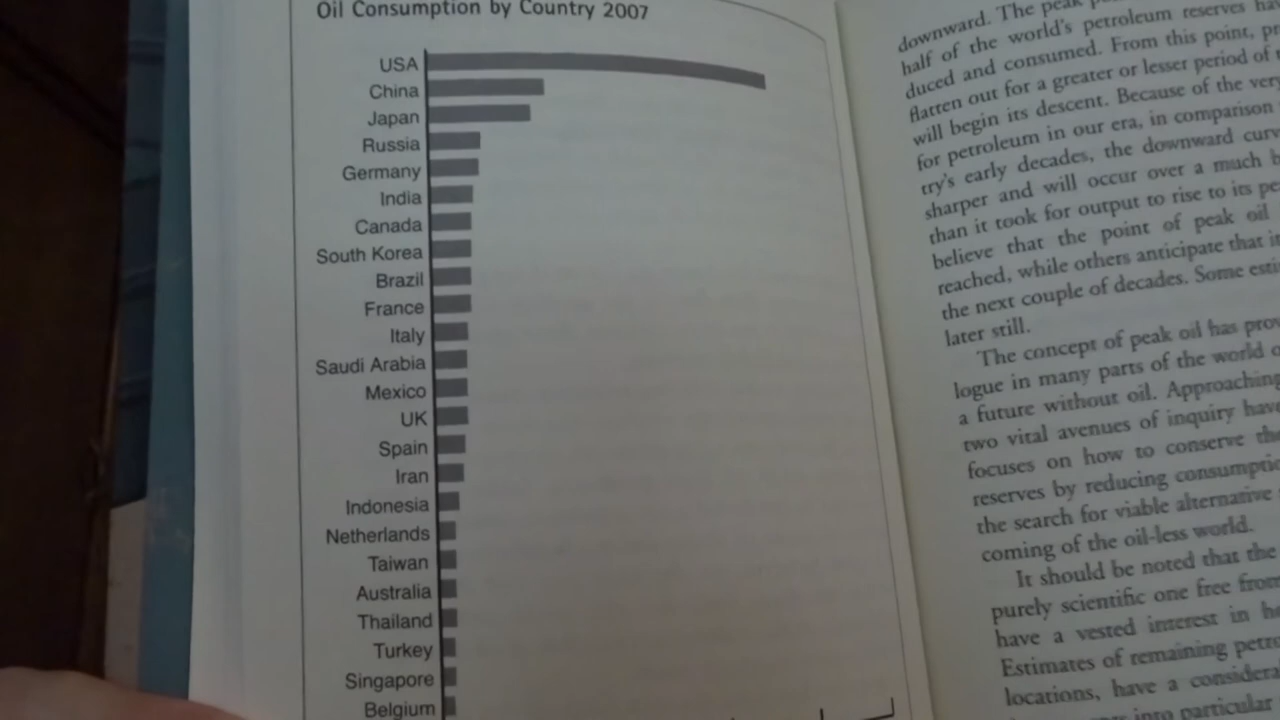 Oil Consumption by Country 2007
USA
China
Japan
Russia
Germany
India
Canada
South Korea
Brazil
France
Italy
Saudi Arabia
Mexico
UK
Spain
Iran
Indonesia
Netherlands
Taiwan
Australia
Thailand
Turkey
Singapore
Belgium
downward. The peak
half of the world's petroleum reserves
duced and consumed. From this point,
flatten out for a greater or lesser period of
will begin its descent. Because of the
for petroleum in our era, in comparison
try's early decades, the downward
sharper and will occur over a much
than it took for output to rise to its
believe that the point of peak oil
reached, while others anticipate that
the next couple of decades. Some
later still.
The concept of peak oil has
logue in many parts of the world
a future without oil. Approaching
two vital avenues of inquiry have
focuses on how to conserve
reserves by reducing
the search for viable alternative
coming of the oil-less world.
It should be noted that the
purely scientific one free from
have a vested interest in
Estimates of remaining
locations, have a
into particular